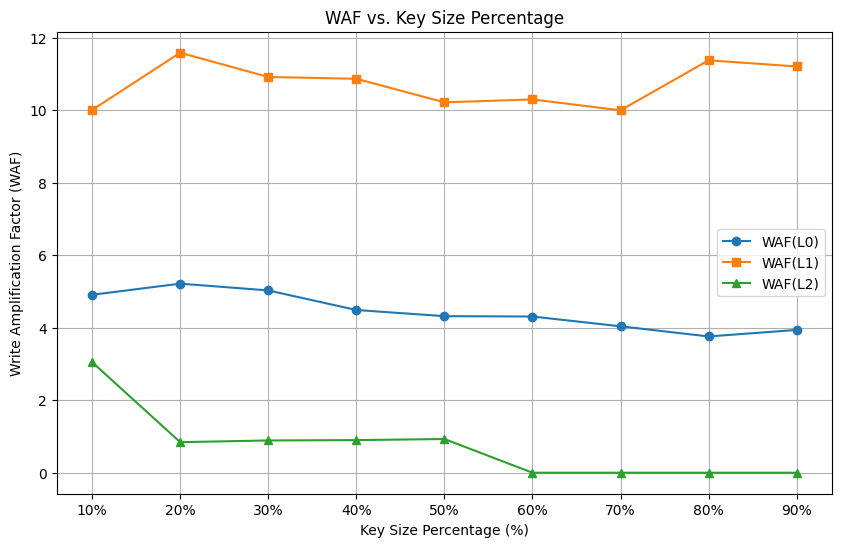 WAF vs. Key Size Percentage
Write Amplification Factor (WAF)
12
10
8
6
4
2
0
WAF(L0)
WAF(L1)
WAF(L2)
10% 20% 30% 40% 50% 60% 70% 80% 90%
Key Size Percentage (%)